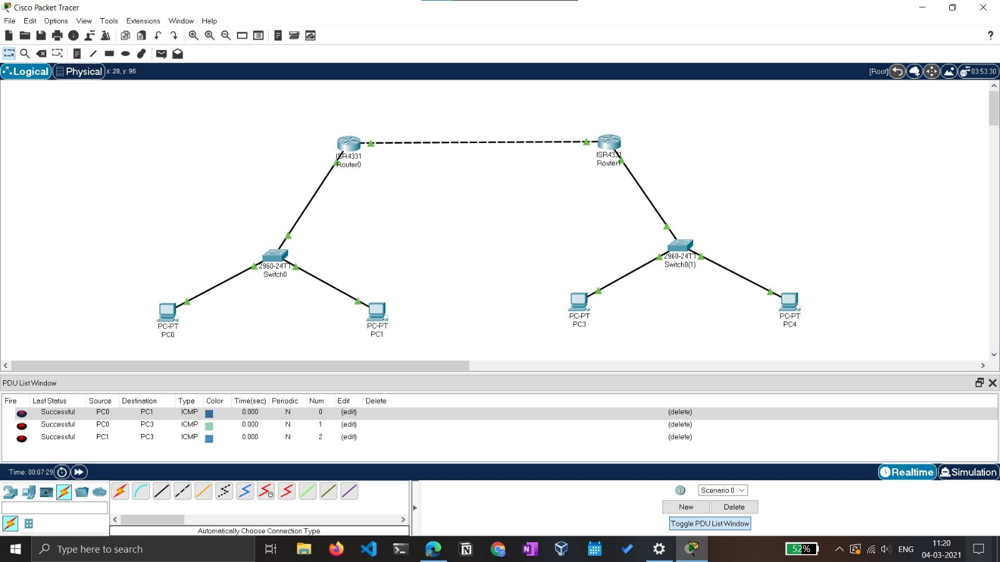 Cisco Packet Tracer
File Edit Options View Tools Extensions Window Help
?
Logical Physical x: 28, y: 96 [Root] 03:53:30
ISR4331
Router0
ISR4331
Router1
2960-24TT
Switch0
2960-24TT
Switch0(1)
PC-PT
PC0
PC-PT
PC1
PC-PT
PC3
PC-PT
PC4
PDU List Window
Fire Last Status Source Destination Type Color Time(sec) Periodic Num Edit Delete
Successful PC0 PC1 ICMP 0.000 N 0 (edit) (delete)
Successful PC0 PC3 ICMP 0.000 N 1 (edit) (delete)
Successful PC1 PC3 ICMP 0.000 N 2 (edit) (delete)
Time: 00:07:29 Realtime Simulation
Scenario 0
New Delete
Toggle PDU List Window
Automatically Choose Connection Type
Type here to search
52% ENG 11:20
04-03-2021